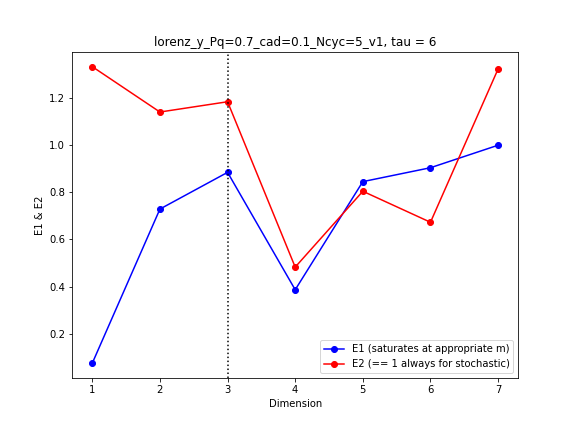 lorenz_y_Pq=0.7_cad=0.1_Ncyc=5_v1, tau = 6
E1 & E2
1.2
1.0
0.8
0.6
0.4
0.2
E1 (saturates at appropriate m)
E2 (== 1 always for stochastic)
1 2 3 4 5 6 7
Dimension